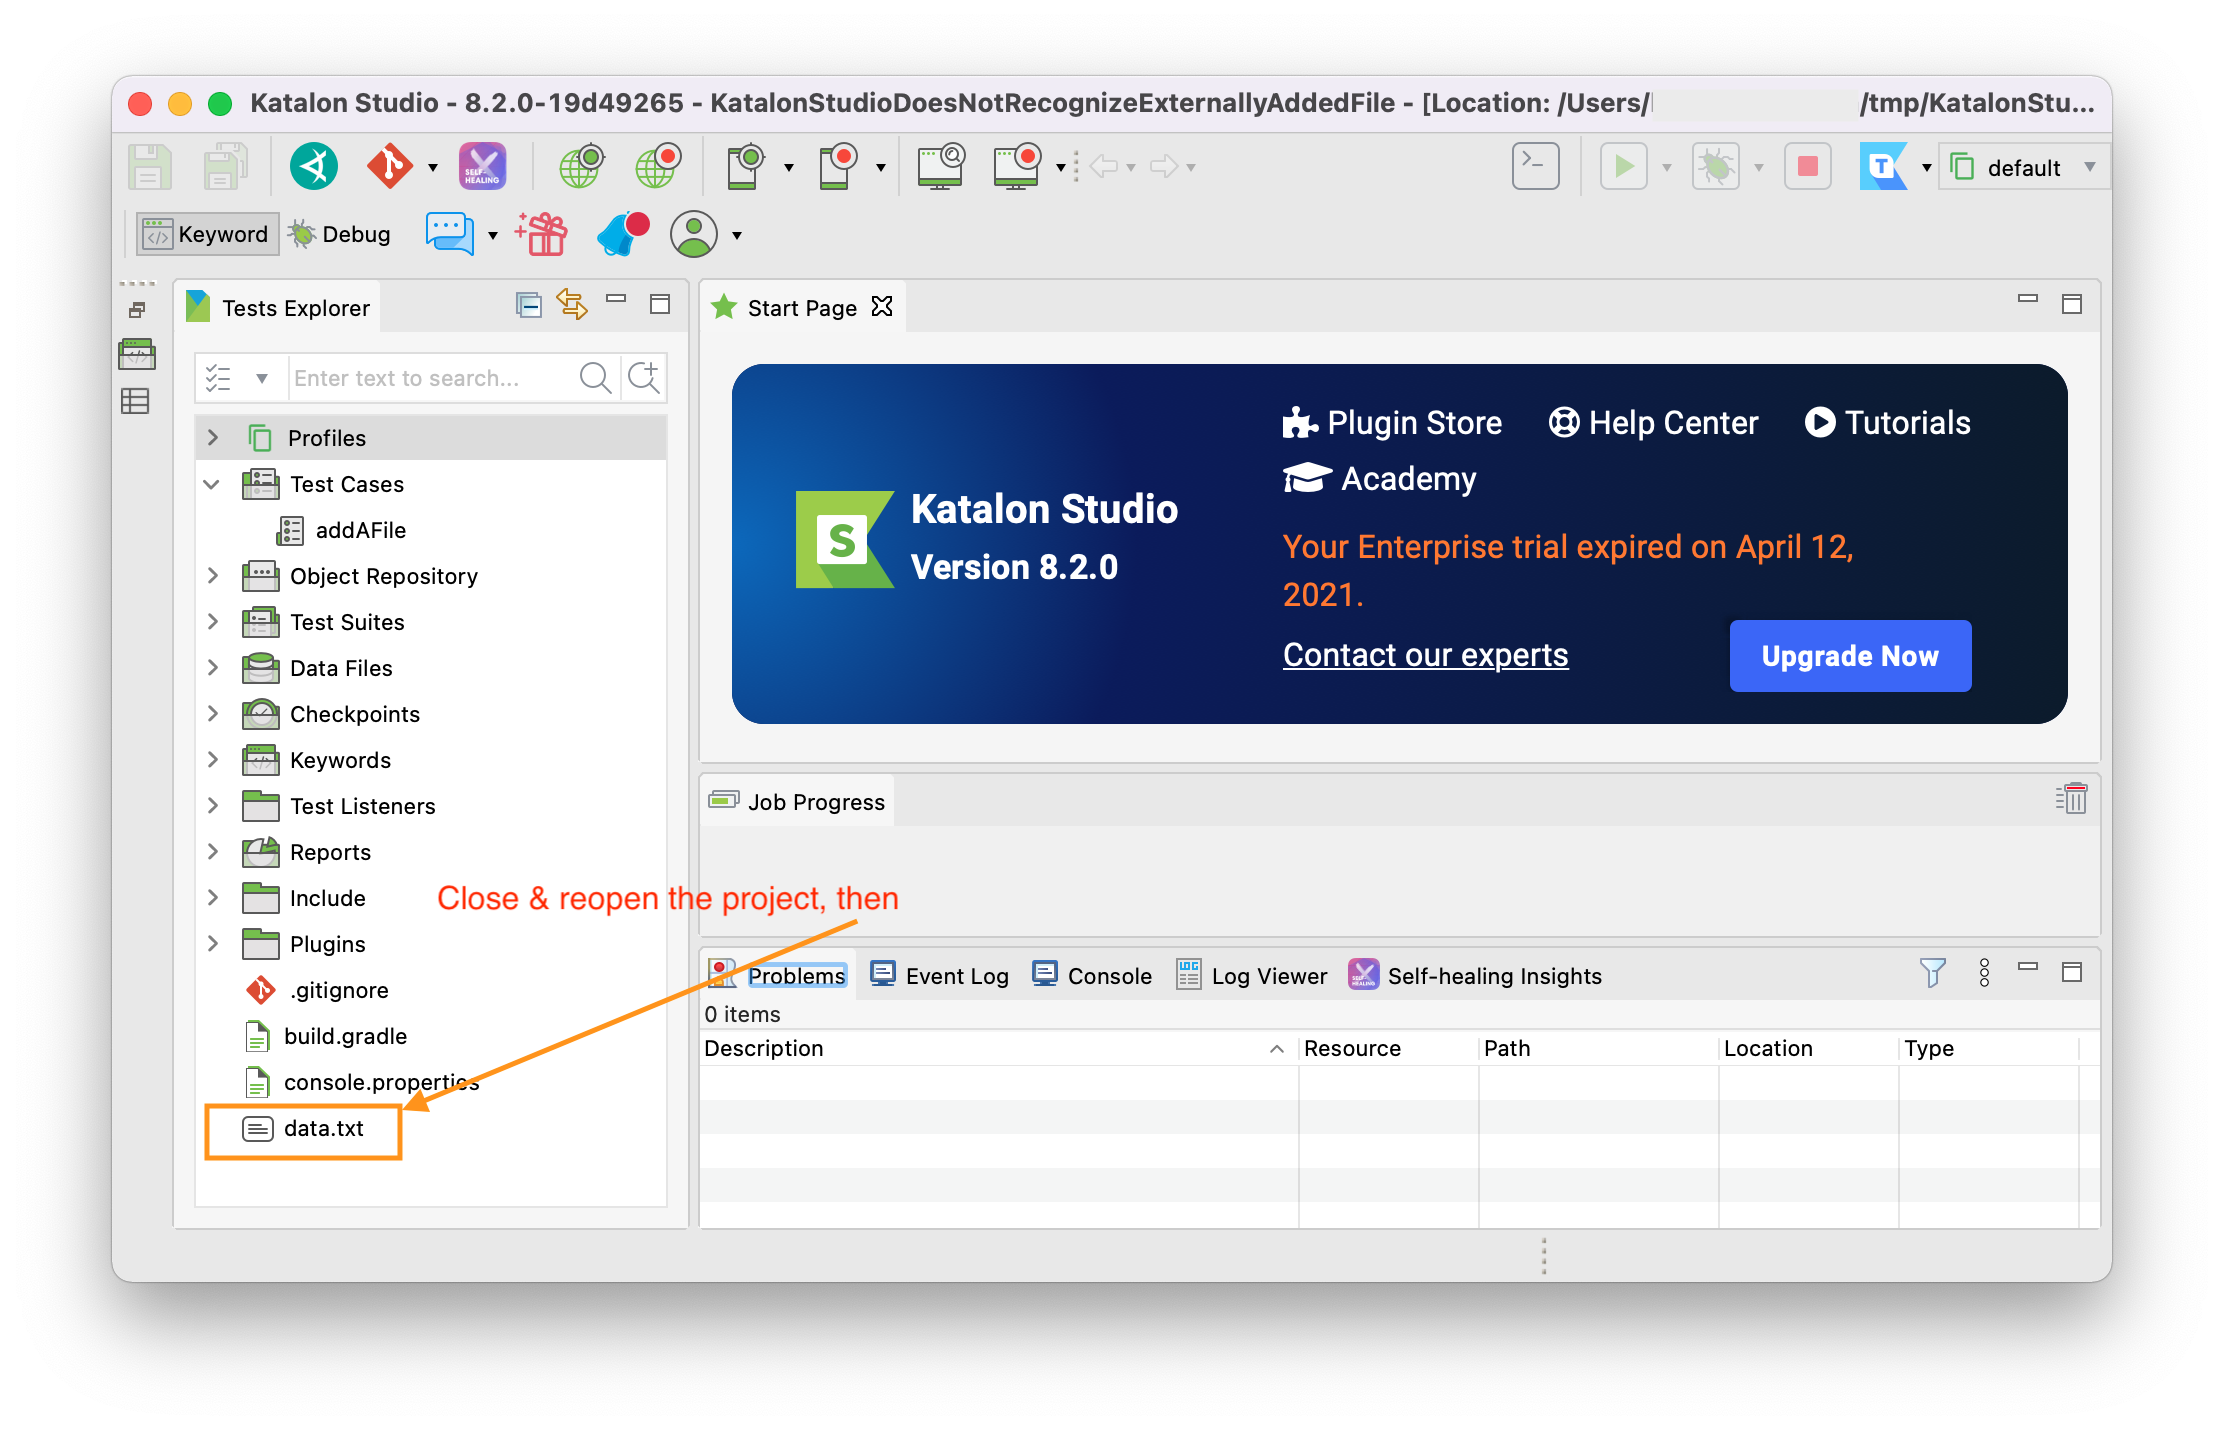 Katalon Studio - 8.2.0-19d49265 - KatalonStudioDoesNotRecognizeExternallyAddedFile - [Location: /Users/ /tmp/KatalonStu...
SELF-HEALING
T
default
Keyword
Debug
Tests Explorer
Start Page
Enter text to search...
Profiles
Test Cases
addAFile
Object Repository
Test Suites
Data Files
Checkpoints
Keywords
Test Listeners
Reports
Include
Plugins
.gitignore
build.gradle
console.properties
data.txt
Close & reopen the project, then
Plugin Store
Help Center
Tutorials
Academy
S
Katalon Studio
Version 8.2.0
Your Enterprise trial expired on April 12,
2021.
Contact our experts
Upgrade Now
Job Progress
Problems
Event Log
Console
LOG
Log Viewer
Self-healing Insights
0 items
Description
Resource
Path
Location
Type